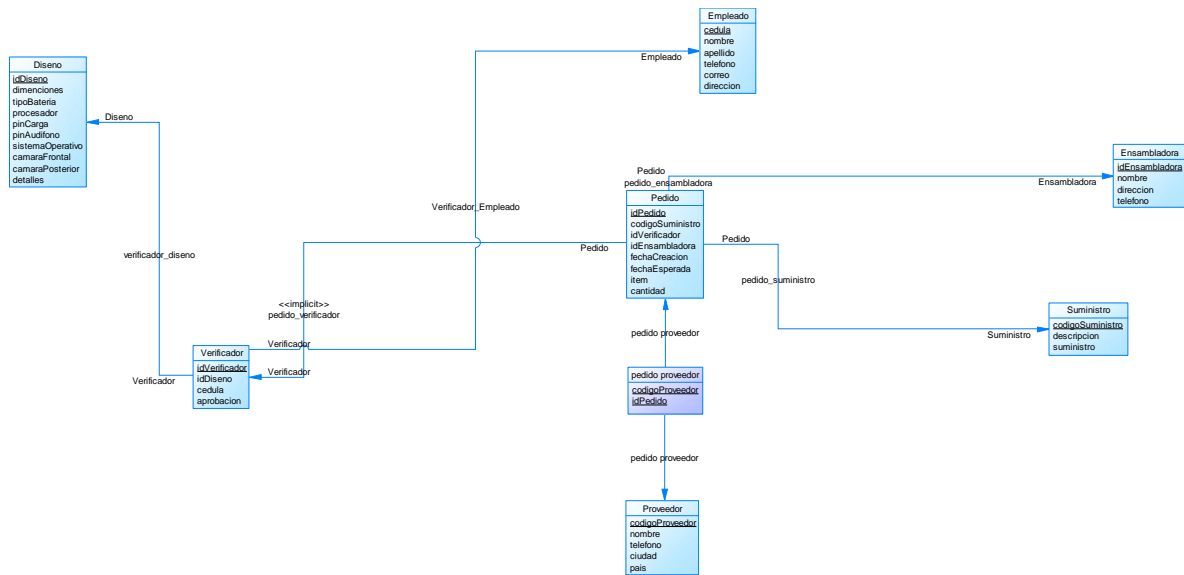 Empleado
cedula
nombre
apellido
telefono
correo
direccion
Empleado
Diseno
idDiseno
dimenciones
tipoBateria
procesador
pinCarga
pinAudifono
sistemaOperativo
camaraFrontal
camaraPosterior
detalles
Diseno
verificador_diseno
Verificador
Verificador_Empleado
Ensambladora
idEnsambladora
nombre
direccion
telefono
Ensambladora
Pedido
pedido_ensambladora
Pedido
idPedido
codigoSuministro
idVerificador
idEnsambladora
fechaCreacion
fechaEsperada
item
cantidad
Pedido
Pedido
pedido_suministro
Suministro
Suministro
codigoSuministro
descripcion
suministro
<<implicit>>
pedido_verificador
Verificador
Verificador
Verificador
idVerificador
idDiseno
cedula
aprobacion
pedido proveedor
pedido proveedor
codigoProveedor
idPedido
pedido proveedor
Proveedor
codigoProveedor
nombre
telefono
ciudad
pais